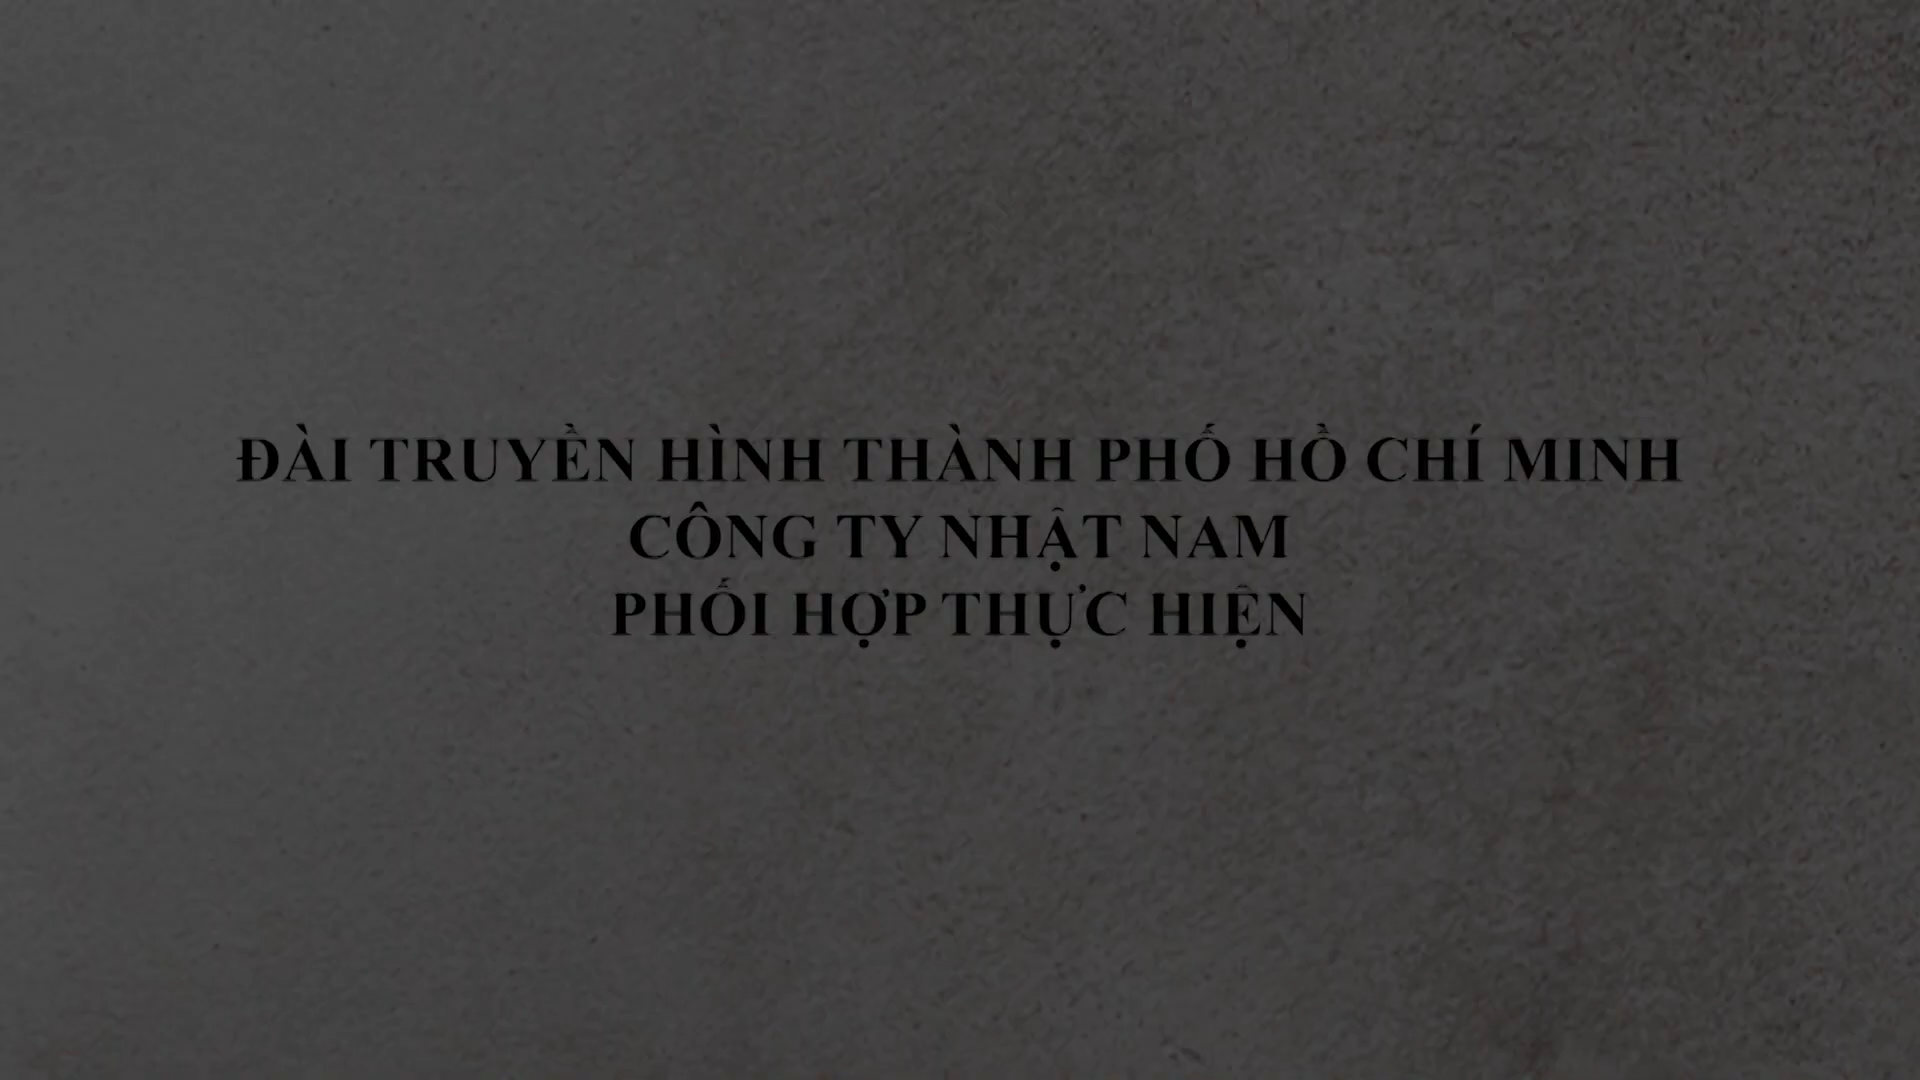 ĐÀI TRUYỀN HÌNH THÀNH PHỐ HỒ CHÍ MINH
CÔNG TY NHẬT NAM
PHỐI HỢP THỰC HIỆN